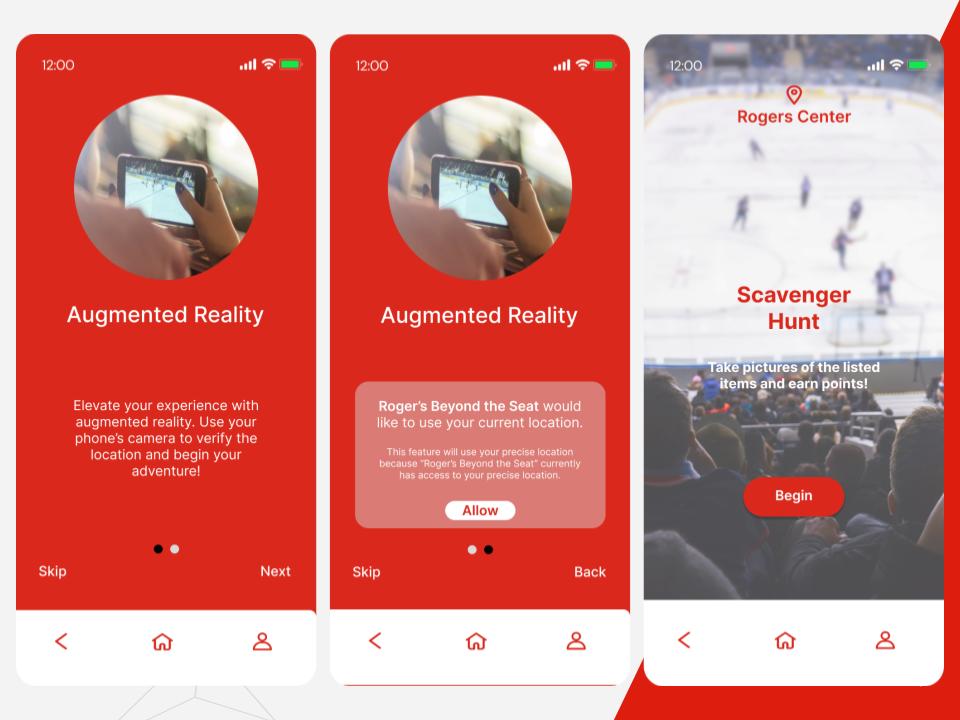 12:00
Augmented Reality
Elevate your experience with
augmented reality. Use your
phone's camera to verify the
location and begin your
adventure!
Skip
Next
12:00
Augmented Reality
Roger's Beyond the Seat would
like to use your current location.
This feature will use your precise location
because "Roger's Beyond the Seat" currently
has access to your precise location.
Allow
Skip
Back
12:00
Rogers Center
Scavenger
Hunt
Take pictures of the listed
items and earn points!
Begin